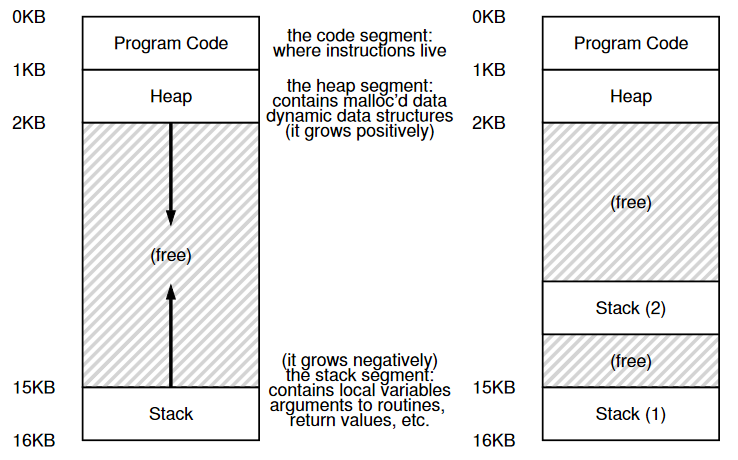 0KB
Program Code
the code segment:
where instructions live
1KB
Heap
the heap segment:
contains malloc'd data
dynamic data structures
(it grows positively)
2KB
(free)
(it grows negatively)
the stack segment:
contains local variables
arguments to routines,
return values, etc.
15KB
Stack
16KB
0KB
Program Code
1KB
Heap
2KB
(free)
Stack (2)
(free)
15KB
Stack (1)
16KB